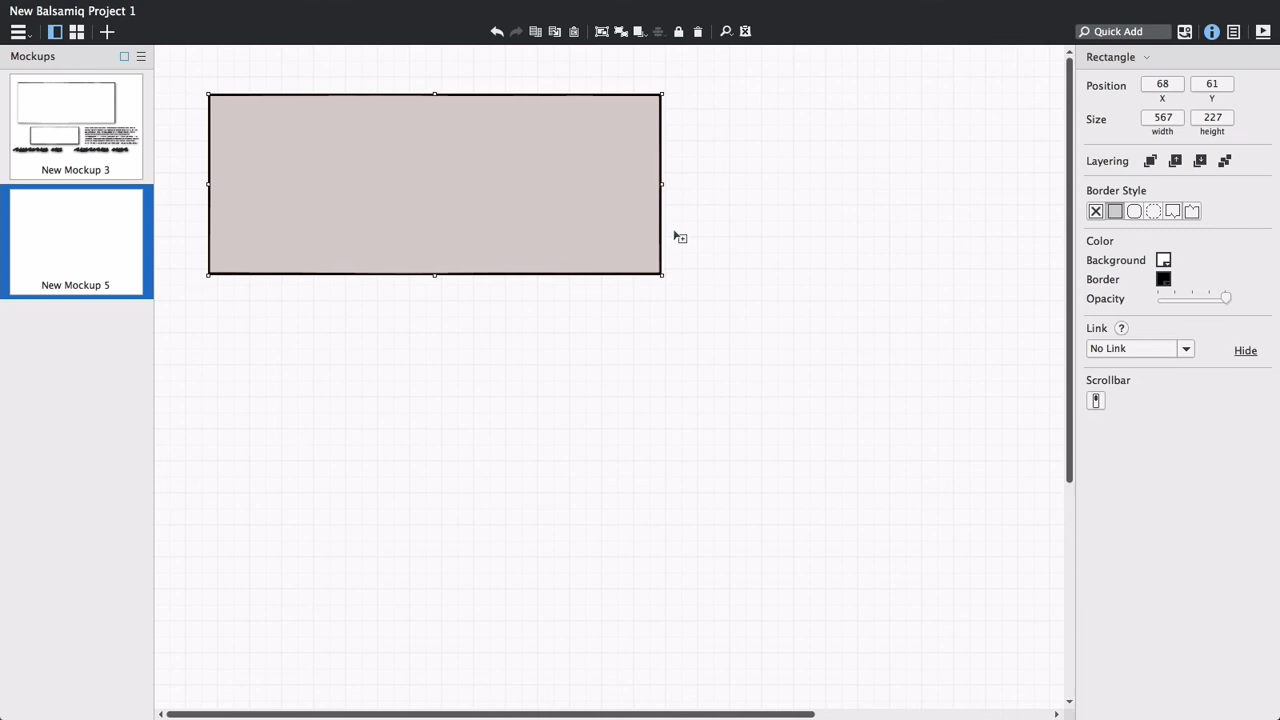 New Balsamiq Project 1
Quick Add
Mockups
New Mockup 3
New Mockup 5
Rectangle
Position 68 61
X Y
Size 567 227
width height
Layering
Border Style
Color
Background
Border
Opacity
Link ?
No Link Hide
Scrollbar